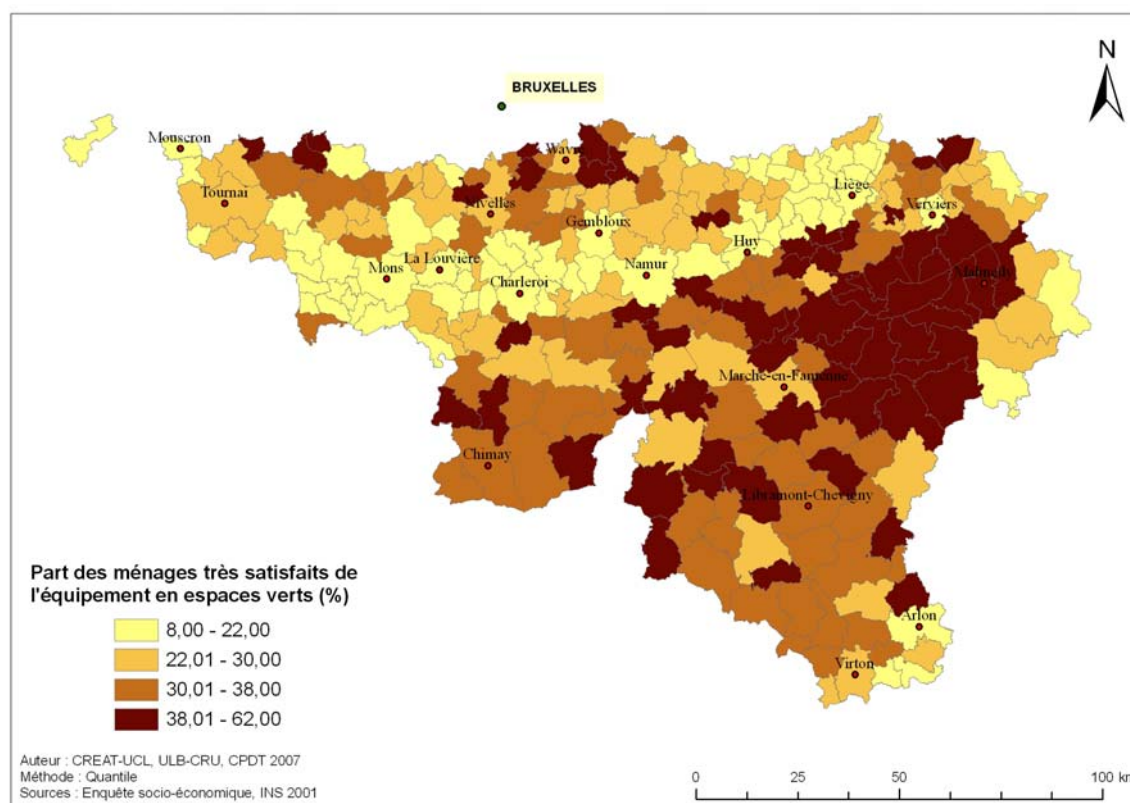 N
BRUXELLES
Mouscron
Wavre
Tournai
Liège
Nivelles
Verviers
Gembloux
Huy
La Louvière
Namur
Mons
Malmedy
Charleroi
Marche-en-Famenne
Chimay
Libramont-Chevigny
Arlon
Virton
Part des ménages très satisfaits de
l'équipement en espaces verts (%)
8,00 - 22,00
22,01 - 30,00
30,01 - 38,00
38,01 - 62,00
Auteur : CREAT-UCL, ULB-CRU, CPDT 2007
Méthode : Quantile
Sources : Enquête socio-économique, INS 2001
0 25 50 100 km